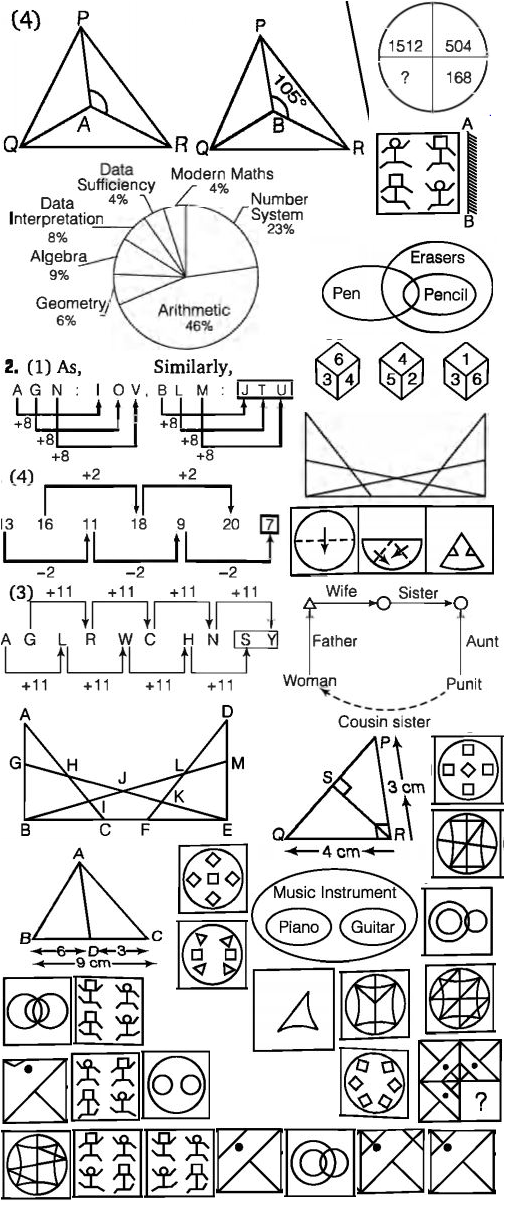 (4)
P
A
Q
R
P
105°
B
Q
R
1512 504
? 168
A
B
Data
Sufficiency
4%
Modern Maths
4%
Data
Interpretation
8%
Number
System
23%
Algebra
9%
Geometry
6%
Arithmetic
46%
Erasers
Pen
Pencil
6
3 4
4
5 2
1
3 6
2. (1) As, Similarly,
A G N : I O V, B L M : J T U
+8 +8
+8 +8
+8 +8
(4)
+2 +2
13 16 11 18 9 20 7
−2 −2 −2
(3)
+11 +11 +11 +11
A G L R W C H N S Y
+11 +11 +11 +11
Wife Sister
Father Aunt
Woman Punit
Cousin sister
A D
G H J L M
I K
B C F E
P
S
3 cm
Q R
4 cm
A
B D C
6 3
9 cm
Music Instrument
Piano Guitar
?